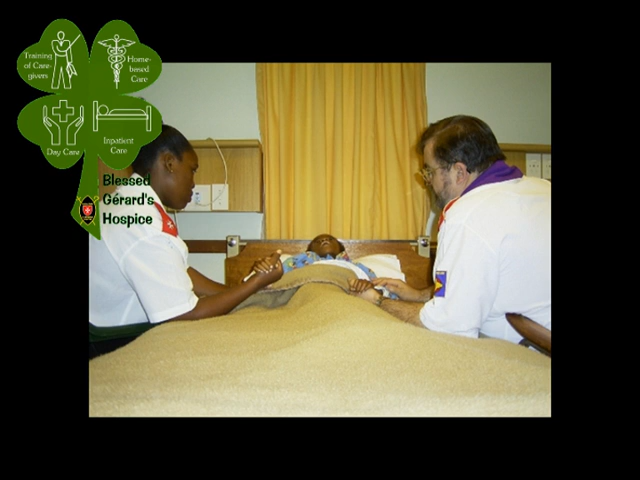 Training
of Care-
givers
Home-
based
Care
Day Care
Inpatient
Care
Blessed
Gérard's
Hospice